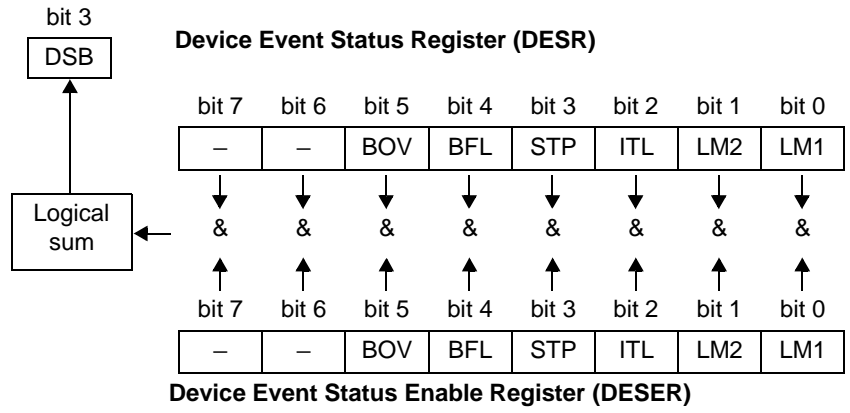 bit 3
DSB
Device Event Status Register (DESR)
bit 7 bit 6 bit 5 bit 4 bit 3 bit 2 bit 1 bit 0
– – BOV BFL STP ITL LM2 LM1
Logical
sum
& & & & & & & &
bit 7 bit 6 bit 5 bit 4 bit 3 bit 2 bit 1 bit 0
– – BOV BFL STP ITL LM2 LM1
Device Event Status Enable Register (DESER)